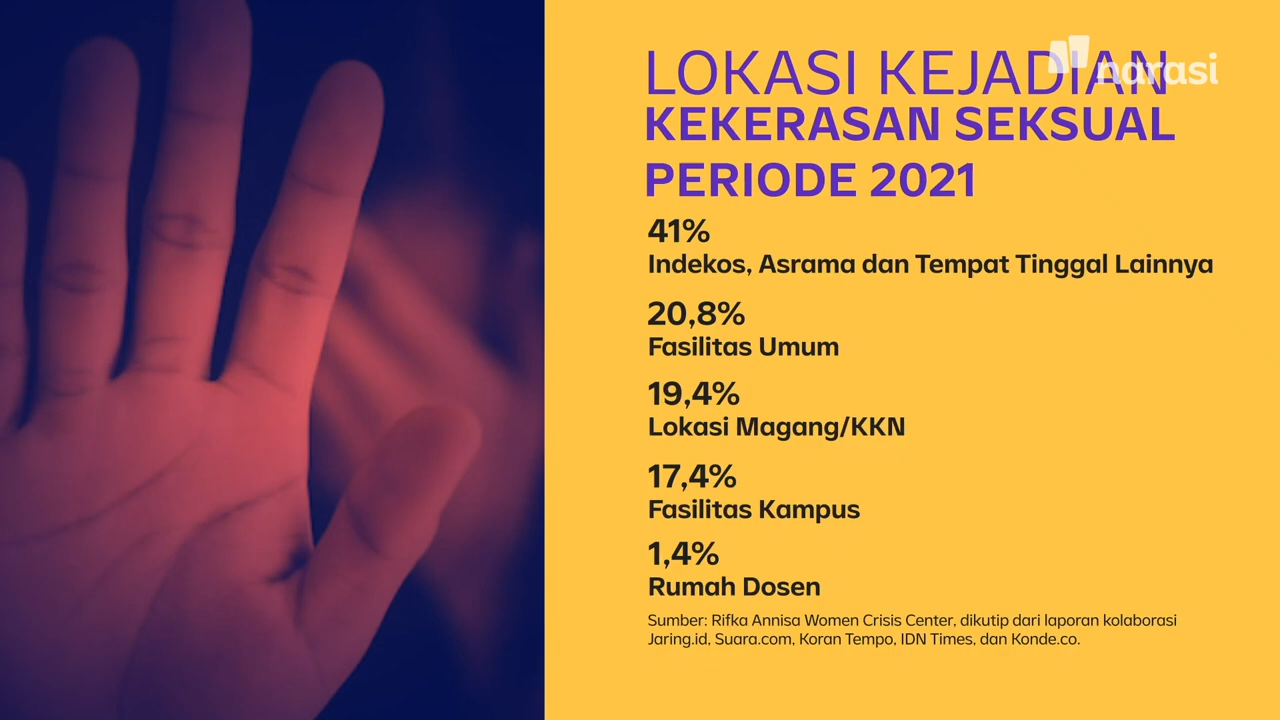 LOKASI KEJADIAN
narasi
KEKERASAN SEKSUAL
PERIODE 2021
41%
Indekos, Asrama dan Tempat Tinggal Lainnya
20,8%
Fasilitas Umum
19,4%
Lokasi Magang/KKN
17,4%
Fasilitas Kampus
1,4%
Rumah Dosen
Sumber: Rifka Annisa Women Crisis Center, dikutip dari laporan kolaborasi
Jaring.id, Suara.com, Koran Tempo, IDN Times, dan Konde.co.